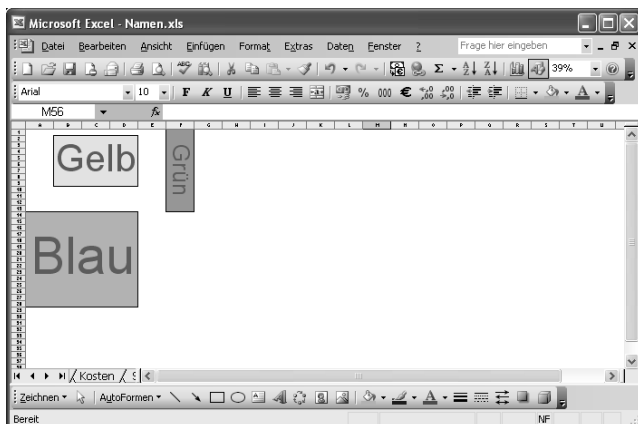 Microsoft Excel - Namen.xls
Datei Bearbeiten Ansicht Einfügen Format Extras Daten Fenster ? Frage hier eingeben
39%
Arial 10 F K U % 000 €
M56 fx
Gelb
Grün
Blau
Kosten
Zeichnen AutoFormen
Bereit NF